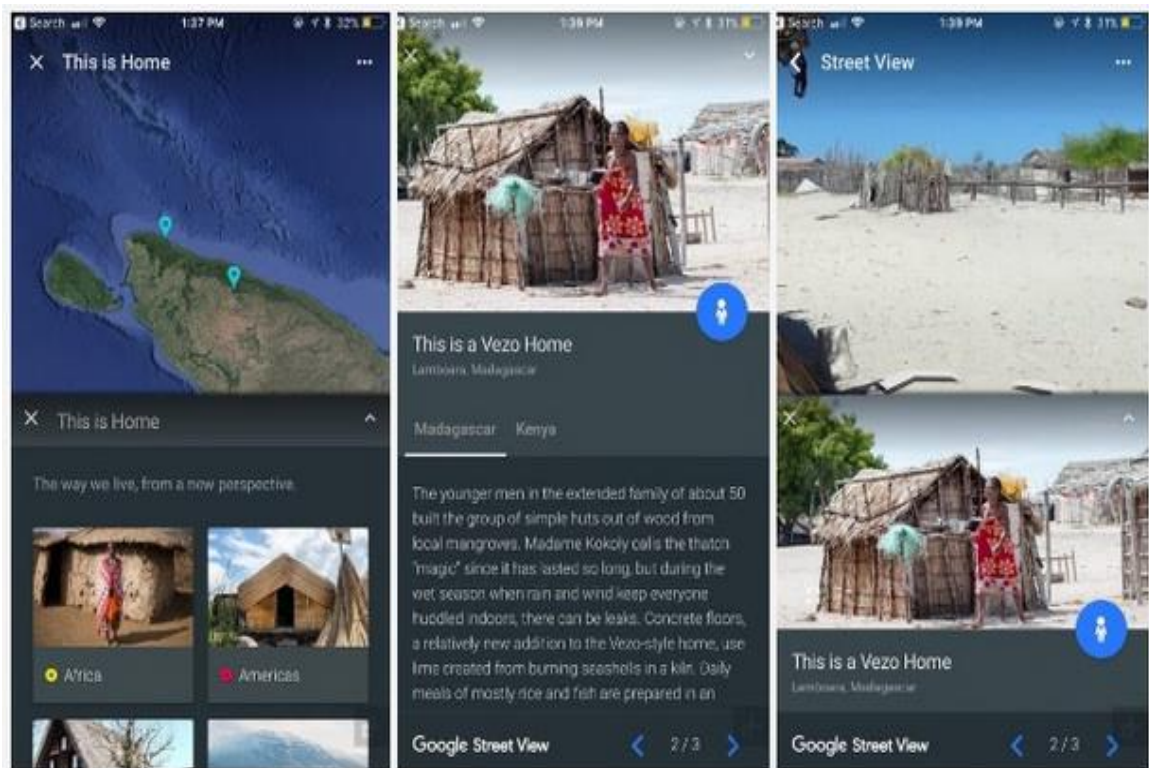 Search
1:37 PM
32%
This is Home
This is Home
The way we live, from a new perspective.
Africa
Americas
Search
1:39 PM
31%
This is a Vezo Home
Lamboara, Madagascar
Madagascar
Kenya
The younger men in the extended family of about 50
built the group of simple huts out of wood from
local mangroves. Madame Kokoly calls the thatch
"magic" since it has lasted so long, but during the
wet season when rain and wind keep everyone
huddled indoors, there can be leaks. Concrete floors,
a relatively new addition to the Vezo-style home, use
lime created from burning seashells in a kiln. Daily
meals of mostly rice and fish are prepared in an
Google Street View
2/3
Search
1:39 PM
31%
Street View
This is a Vezo Home
Lamboara, Madagascar
Google Street View
2/3